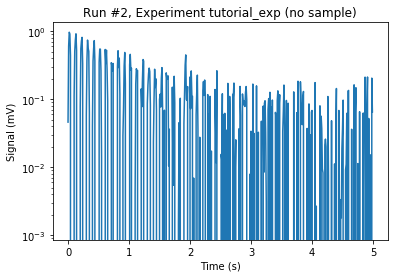 Run #2, Experiment tutorial_exp (no sample)
Signal (mV)
10⁰
10⁻¹
10⁻²
10⁻³
0 1 2 3 4 5
Time (s)